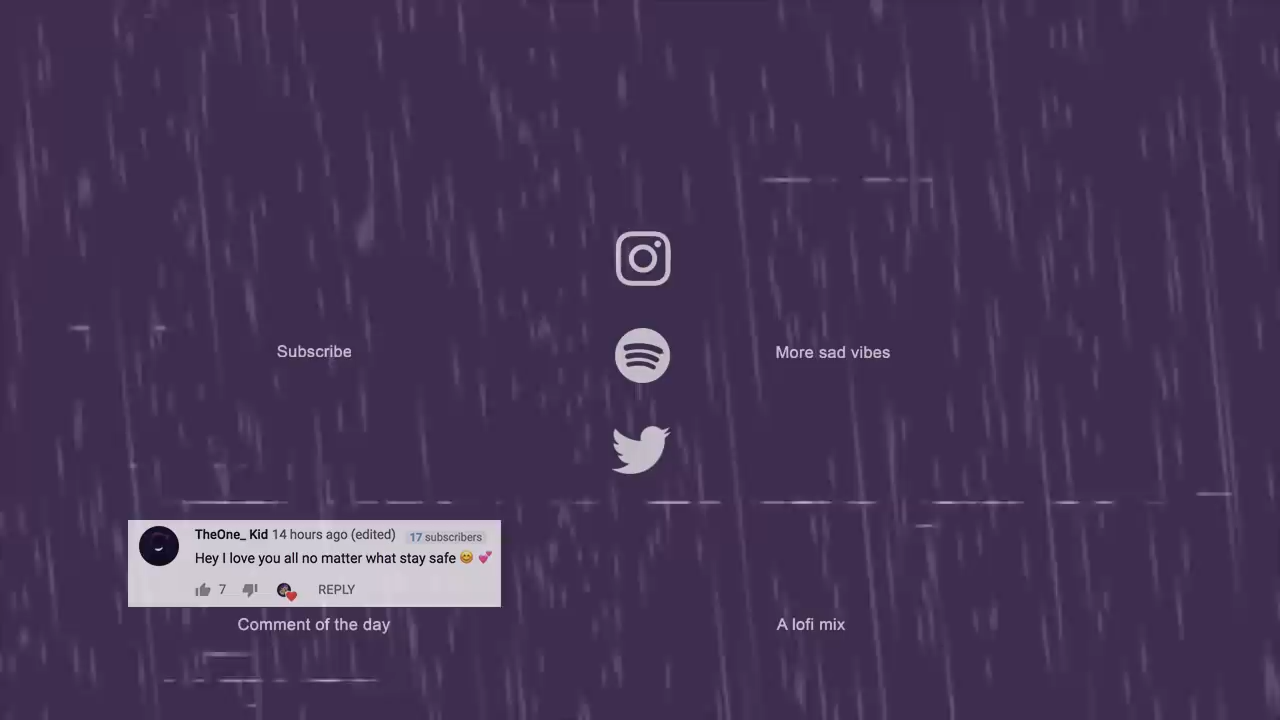 Subscribe
More sad vibes
TheOne_ Kid 14 hours ago (edited) 17 subscribers
Hey I love you all no matter what stay safe 😊 💕
7 REPLY
Comment of the day
A lofi mix